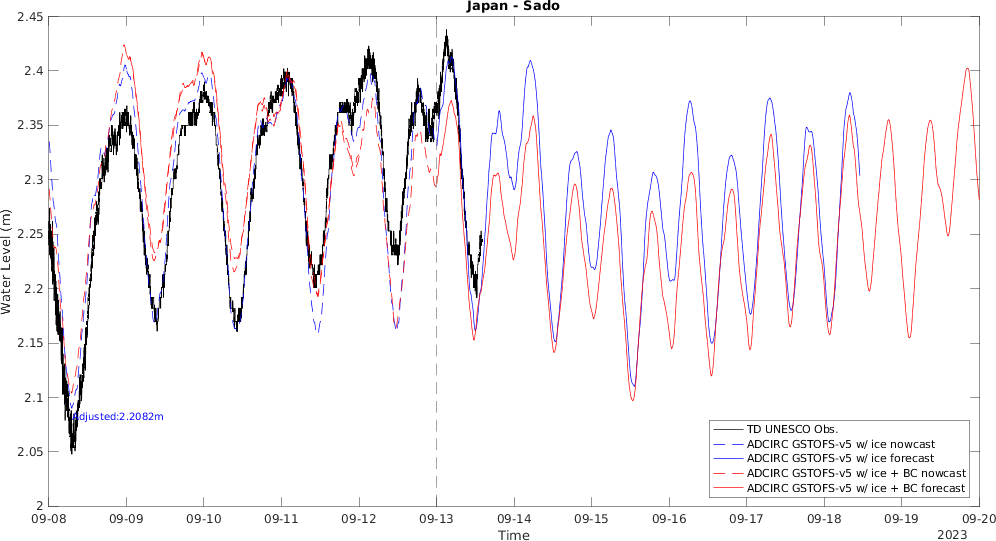 Japan - Sado
2.45
2.4
2.35
2.3
2.25
2.2
2.15
2.1
2.05
2
Water Level (m)
Adjusted:2.2082m
TD UNESCO Obs.
ADCIRC GSTOFS-v5 w/ ice nowcast
ADCIRC GSTOFS-v5 w/ ice forecast
ADCIRC GSTOFS-v5 w/ ice + BC nowcast
ADCIRC GSTOFS-v5 w/ ice + BC forecast
09-08 09-09 09-10 09-11 09-12 09-13 09-14 09-15 09-16 09-17 09-18 09-19 09-20
Time
2023